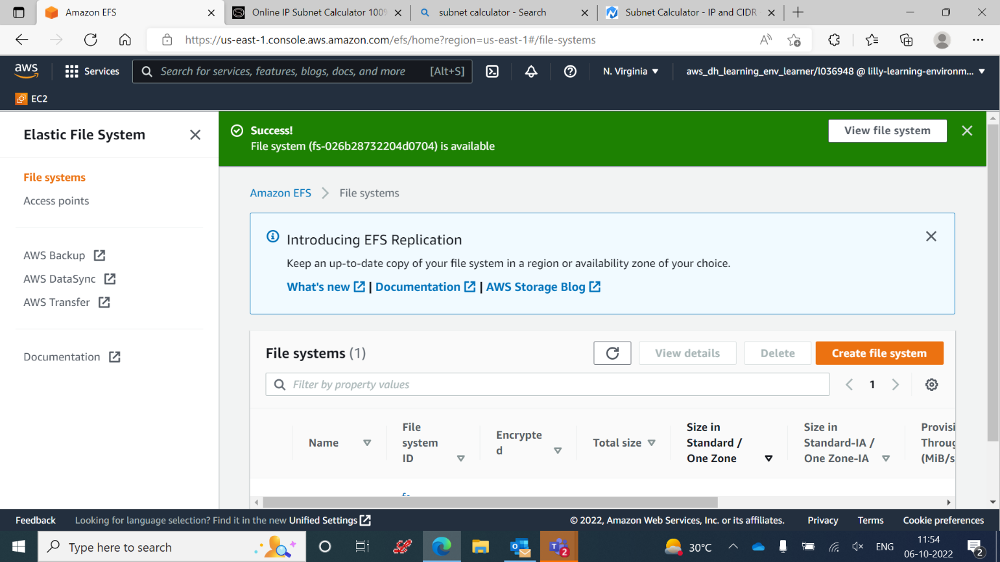 Amazon EFS
Online IP Subnet Calculator 100%
subnet calculator - Search
Subnet Calculator - IP and CIDR
https://us-east-1.console.aws.amazon.com/efs/home?region=us-east-1#/file-systems
aws
Services
Search for services, features, blogs, docs, and more [Alt+S]
N. Virginia
aws_dh_learning_env_learner/l036948 @ lilly-learning-environm...
EC2
Elastic File System
File systems
Access points
AWS Backup
AWS DataSync
AWS Transfer
Documentation
Success!
File system (fs-026b28732204d0704) is available
View file system
Amazon EFS
File systems
Introducing EFS Replication
Keep an up-to-date copy of your file system in a region or availability zone of your choice.
What's new | Documentation | AWS Storage Blog
File systems (1)
View details
Delete
Create file system
Filter by property values
1
Name
File
system
ID
Encrypte
d
Total size
Size in
Standard /
One Zone
Size in
Standard-IA /
One Zone-IA
Provisi
Throug
(MiB/s
Feedback
Looking for language selection? Find it in the new Unified Settings
© 2022, Amazon Web Services, Inc. or its affiliates.
Privacy
Terms
Cookie preferences
Type here to search
2
30°C
ENG
11:54
06-10-2022
2